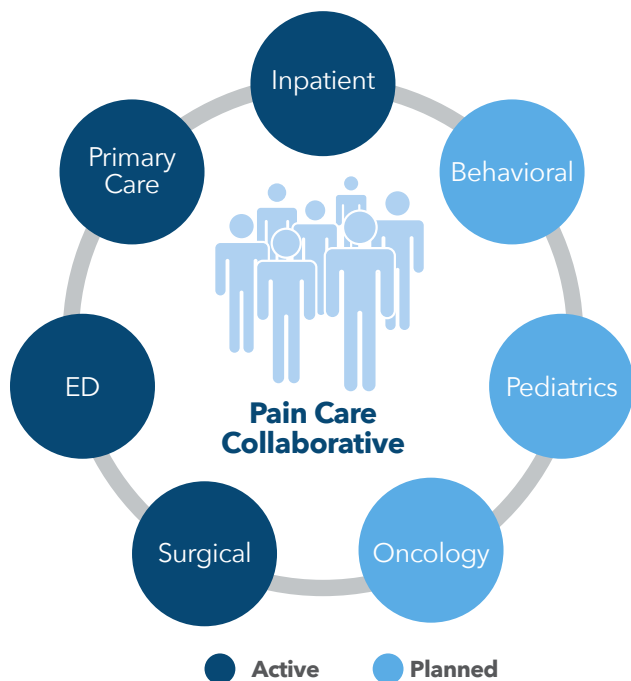 Inpatient
Primary
Care
Behavioral
ED
Pediatrics
Pain Care
Collaborative
Surgical
Oncology
Active
Planned